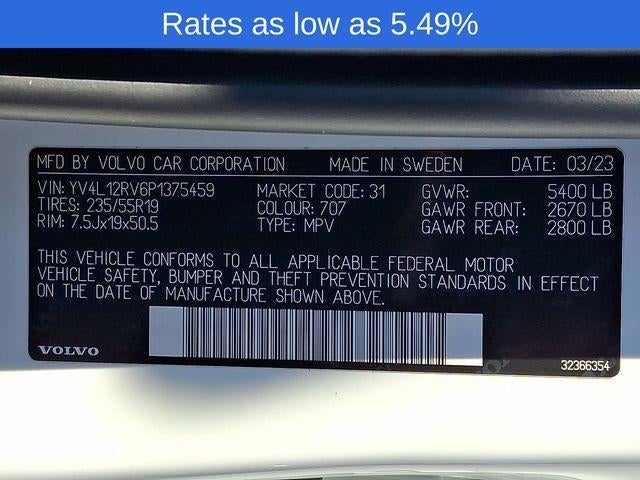 Rates as low as 5.49%
MFD BY VOLVO CAR CORPORATION MADE IN SWEDEN DATE: 03/23
VIN: YV4L12RV6P1375459 MARKET CODE: 31 GVWR: 5400 LB
TIRES: 235/55R19 COLOUR: 707 GAWR FRONT: 2670 LB
RIM: 7.5Jx19x50.5 TYPE: MPV GAWR REAR: 2800 LB
THIS VEHICLE CONFORMS TO ALL APPLICABLE FEDERAL MOTOR
VEHICLE SAFETY, BUMPER AND THEFT PREVENTION STANDARDS IN EFFECT
ON THE DATE OF MANUFACTURE SHOWN ABOVE.
VOLVO 32366354